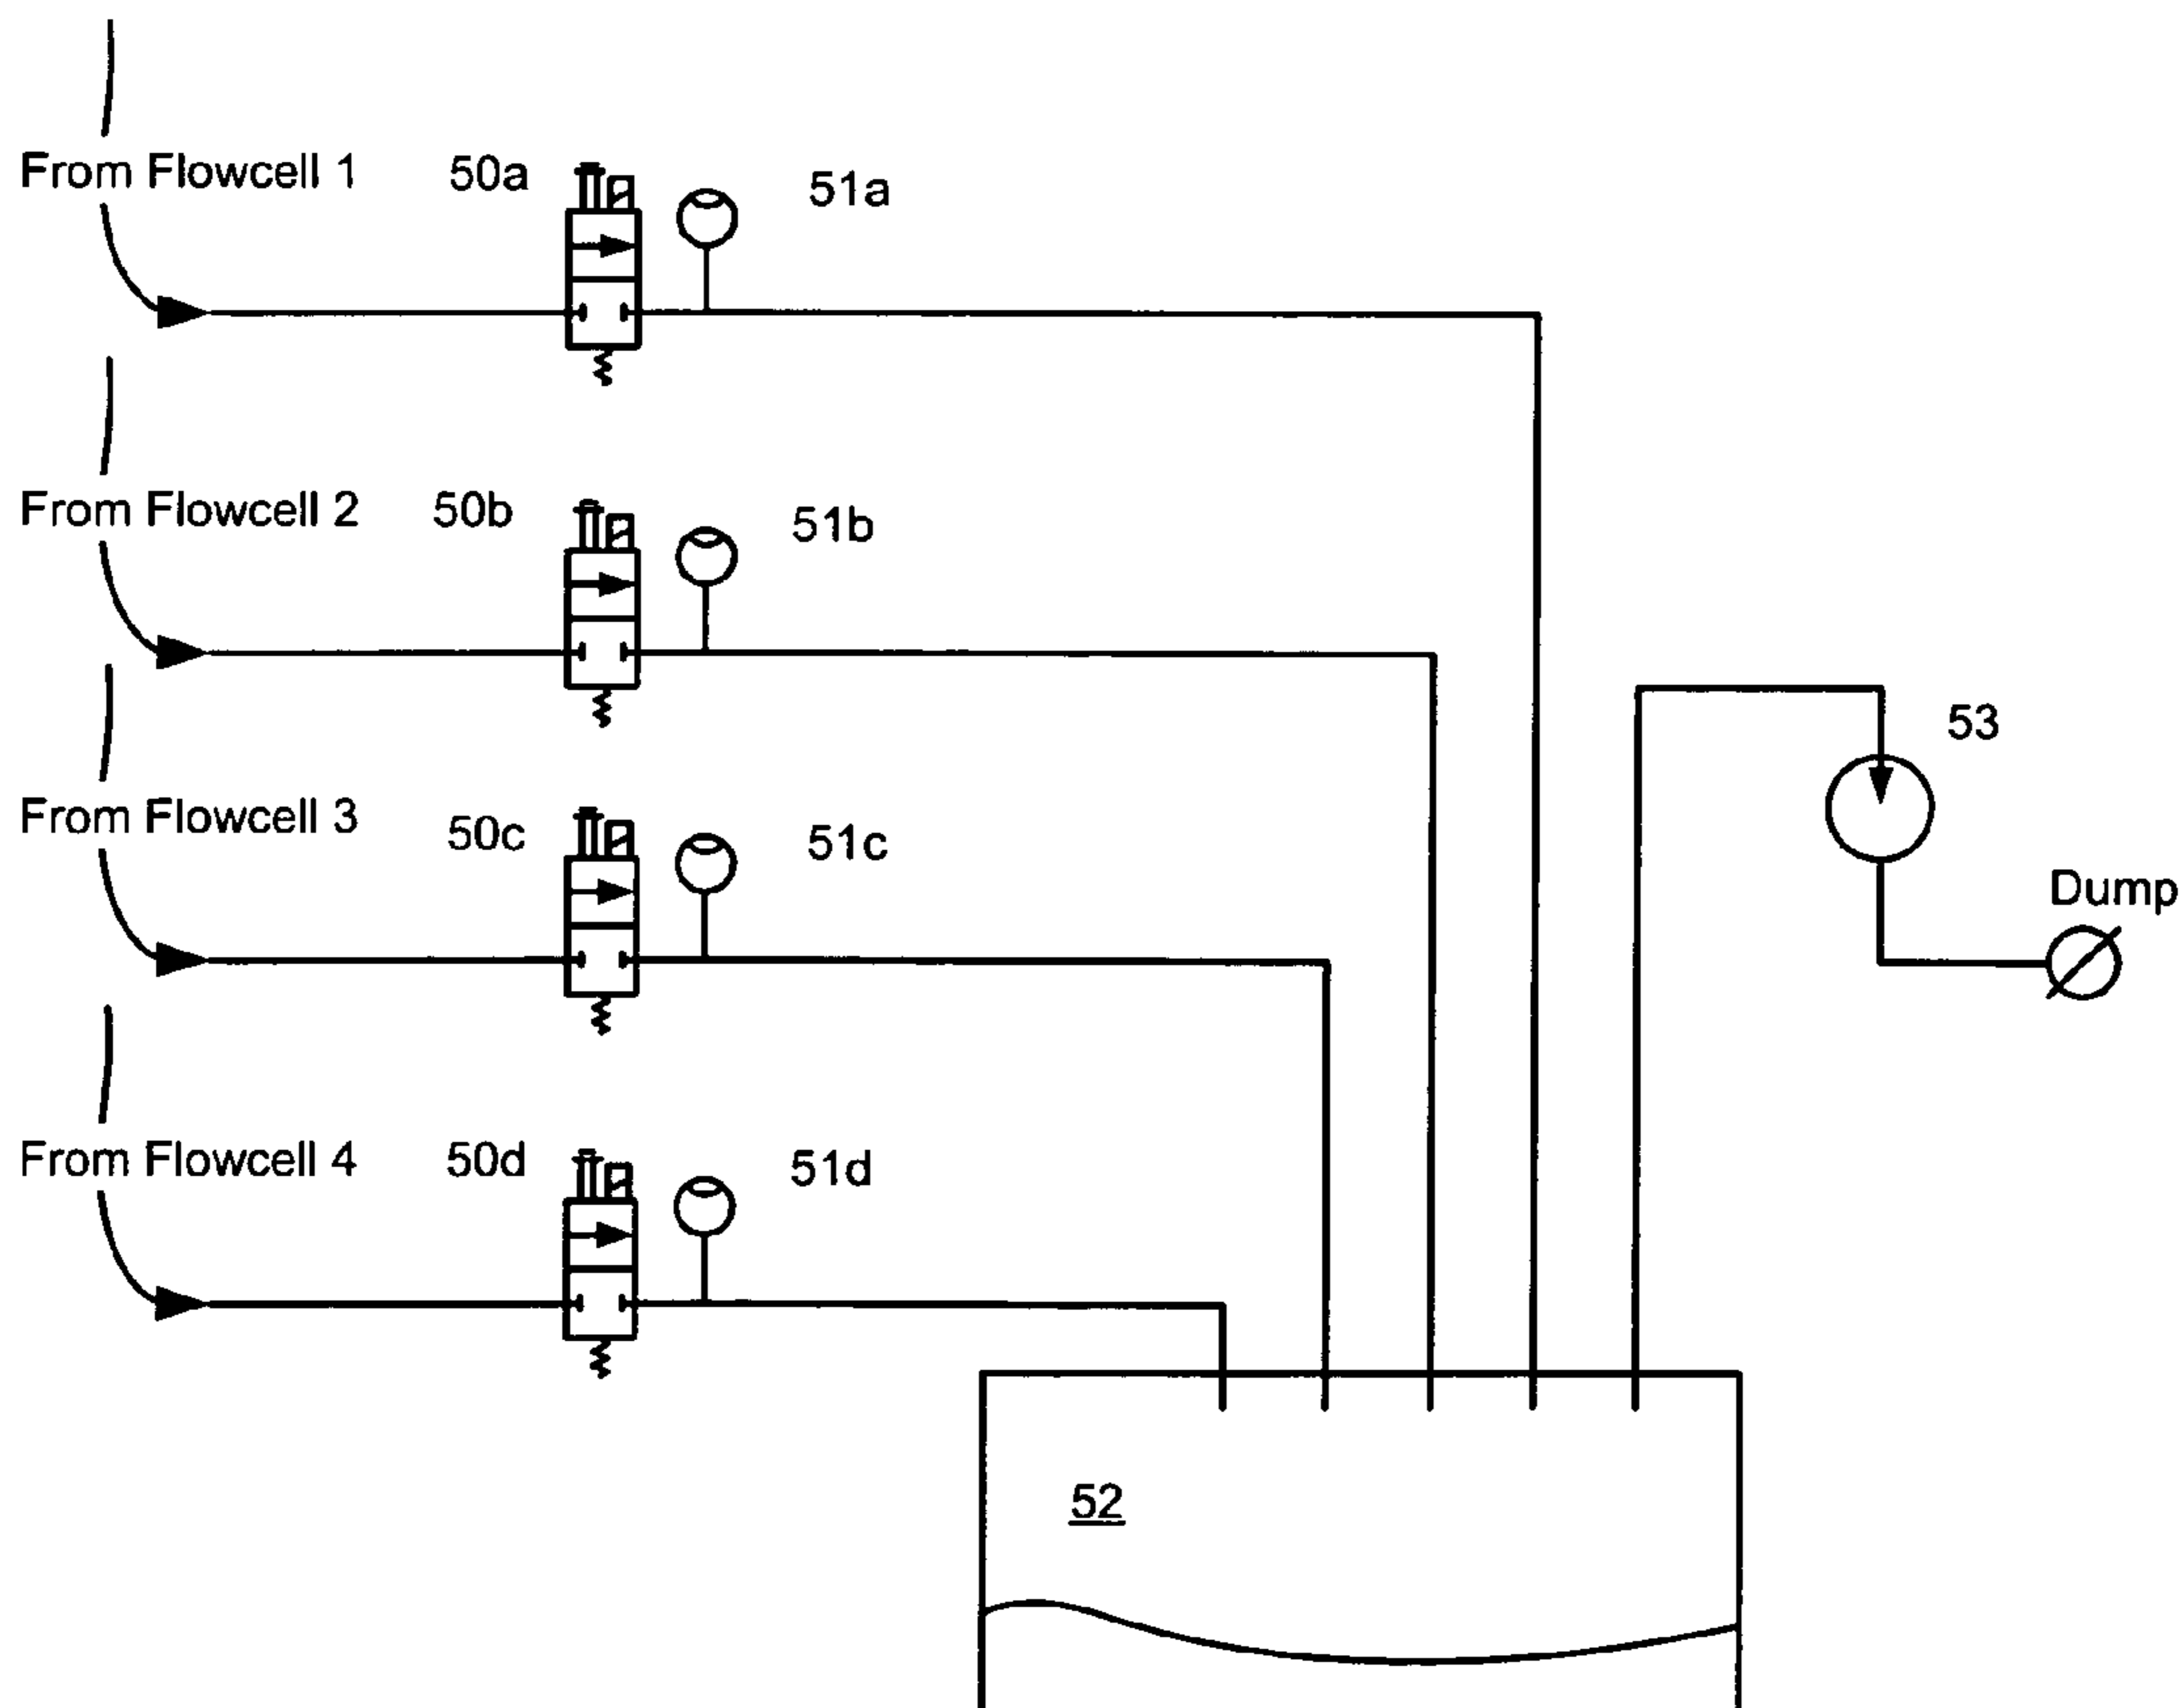 From Flowcell 1
50a
51a
From Flowcell 2
50b
51b
53
From Flowcell 3
50c
51c
Dump
From Flowcell 4
50d
51d
52